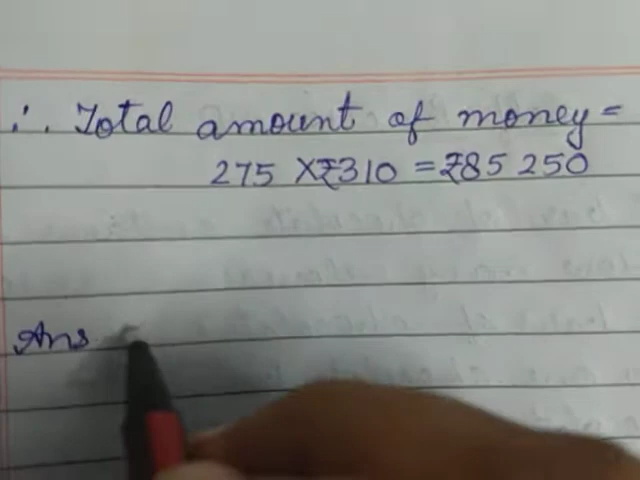 ∴ Total amount of money =
275 × ₹310 = ₹85 250
Ans